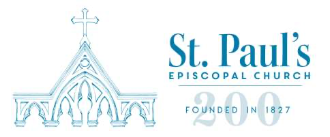 St. Paul's
EPISCOPAL CHURCH
200
FOUNDED IN 1827